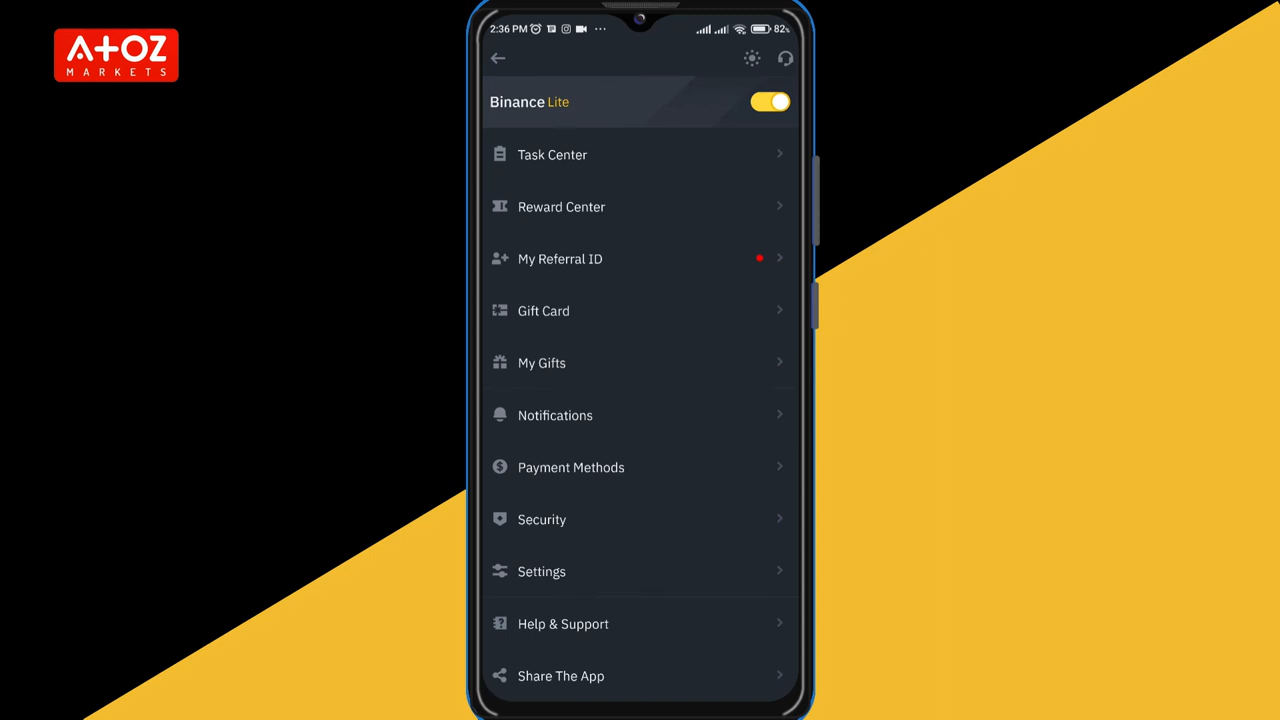 A+OZ
MARKETS
2:36 PM
82%
Binance Lite
Task Center
Reward Center
My Referral ID
Gift Card
My Gifts
Notifications
Payment Methods
Security
Settings
Help & Support
Share The App